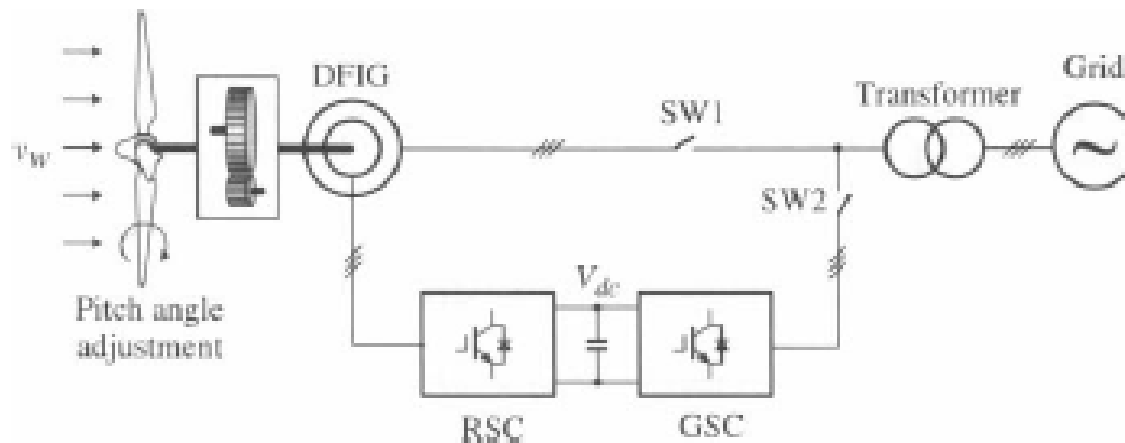 DFIG
Grid
Transformer
SW1
v_W
SW2
V_dc
Pitch angle
adjustment
RSC
GSC